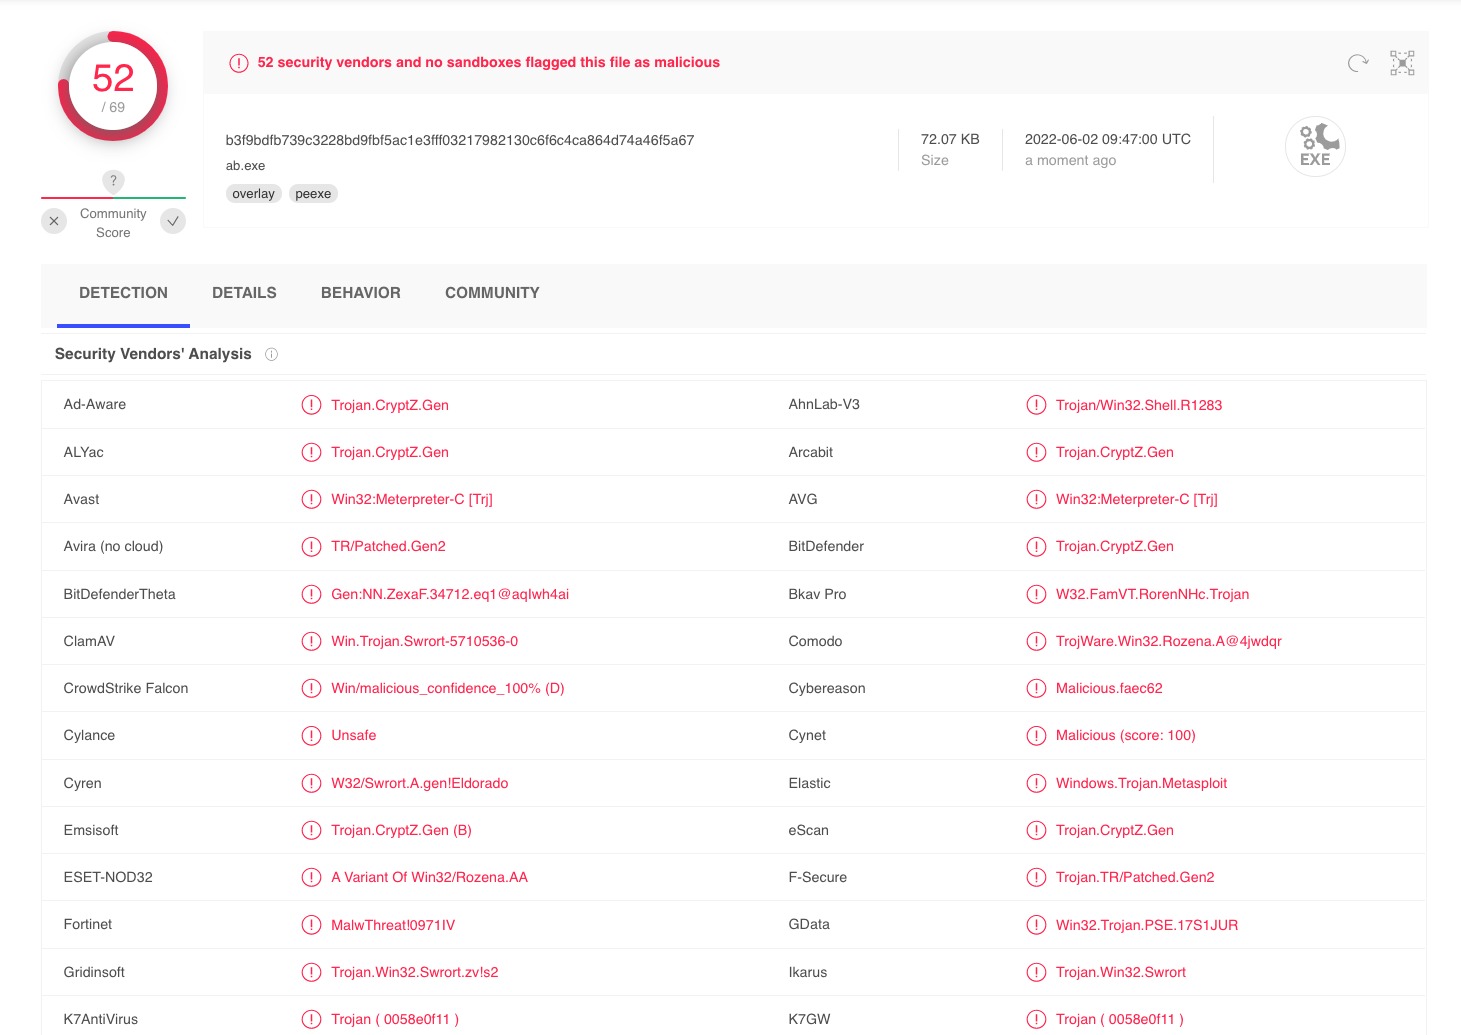 52
/ 69
?
Community
Score
52 security vendors and no sandboxes flagged this file as malicious
b3f9bdfb739c3228bd9fbf5ac1e3fff03217982130c6f6c4ca864d74a46f5a67
ab.exe
overlay peexe
72.07 KB
Size
2022-06-02 09:47:00 UTC
a moment ago
EXE
DETECTION DETAILS BEHAVIOR COMMUNITY
Security Vendors' Analysis
Ad-Aware Trojan.CryptZ.Gen AhnLab-V3 Trojan/Win32.Shell.R1283
ALYac Trojan.CryptZ.Gen Arcabit Trojan.CryptZ.Gen
Avast Win32:Meterpreter-C [Trj] AVG Win32:Meterpreter-C [Trj]
Avira (no cloud) TR/Patched.Gen2 BitDefender Trojan.CryptZ.Gen
BitDefenderTheta Gen:NN.ZexaF.34712.eq1@aqIwh4ai Bkav Pro W32.FamVT.RorenNHc.Trojan
ClamAV Win.Trojan.Swrort-5710536-0 Comodo TrojWare.Win32.Rozena.A@4jwdqr
CrowdStrike Falcon Win/malicious_confidence_100% (D) Cybereason Malicious.faec62
Cylance Unsafe Cynet Malicious (score: 100)
Cyren W32/Swrort.A.gen!Eldorado Elastic Windows.Trojan.Metasploit
Emsisoft Trojan.CryptZ.Gen (B) eScan Trojan.CryptZ.Gen
ESET-NOD32 A Variant Of Win32/Rozena.AA F-Secure Trojan.TR/Patched.Gen2
Fortinet MalwThreat!0971IV GData Win32.Trojan.PSE.17S1JUR
Gridinsoft Trojan.Win32.Swrort.zv!s2 Ikarus Trojan.Win32.Swrort
K7AntiVirus Trojan ( 0058e0f11 ) K7GW Trojan ( 0058e0f11 )